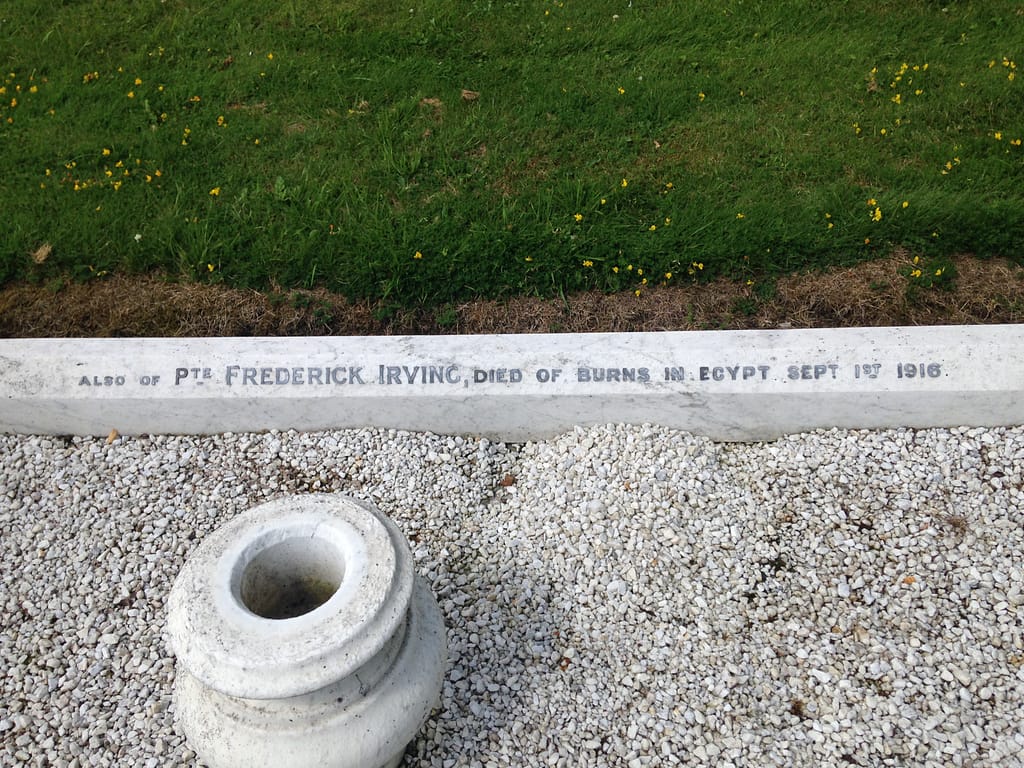 ALSO OF PTE FREDERICK IRVING, DIED OF BURNS IN EGYPT SEPT 1ST 1916.